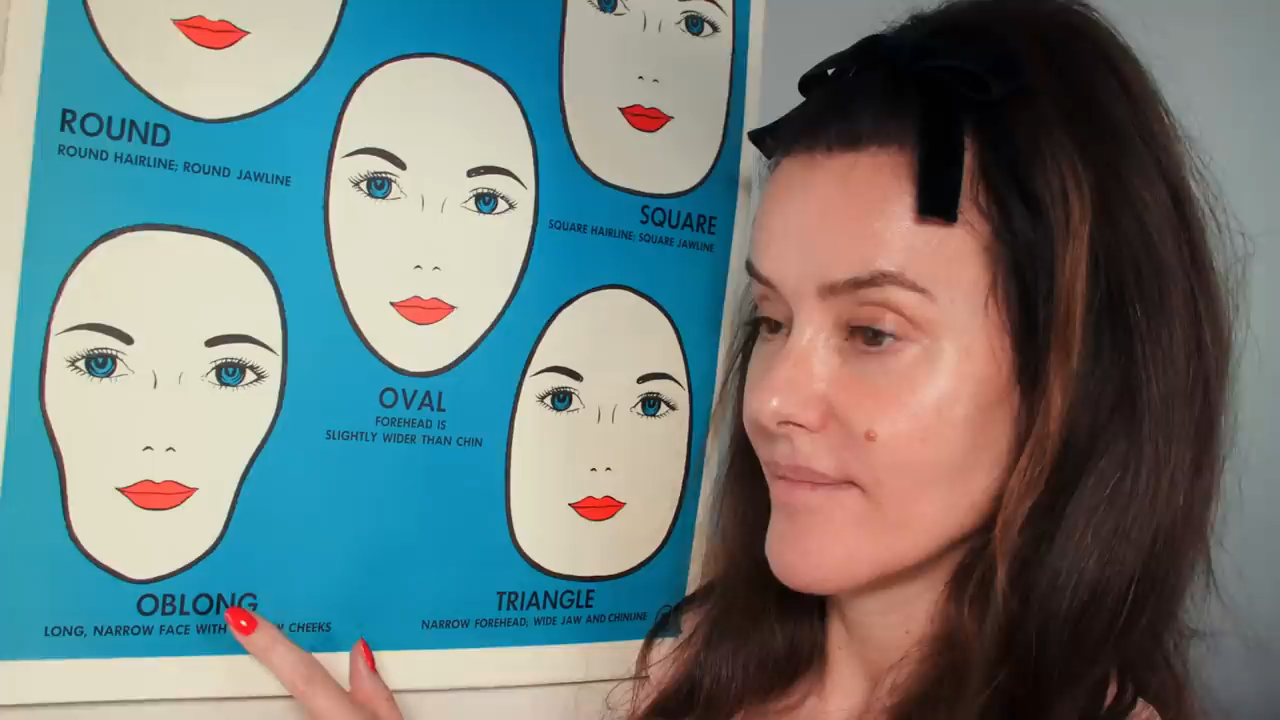 ROUND
ROUND HAIRLINE; ROUND JAWLINE
SQUARE
SQUARE HAIRLINE; SQUARE JAWLINE
OVAL
FOREHEAD IS
SLIGHTLY WIDER THAN CHIN
OBLONG
LONG, NARROW FACE WITH CHEEKS
TRIANGLE
NARROW FOREHEAD; WIDE JAW AND CHINLINE